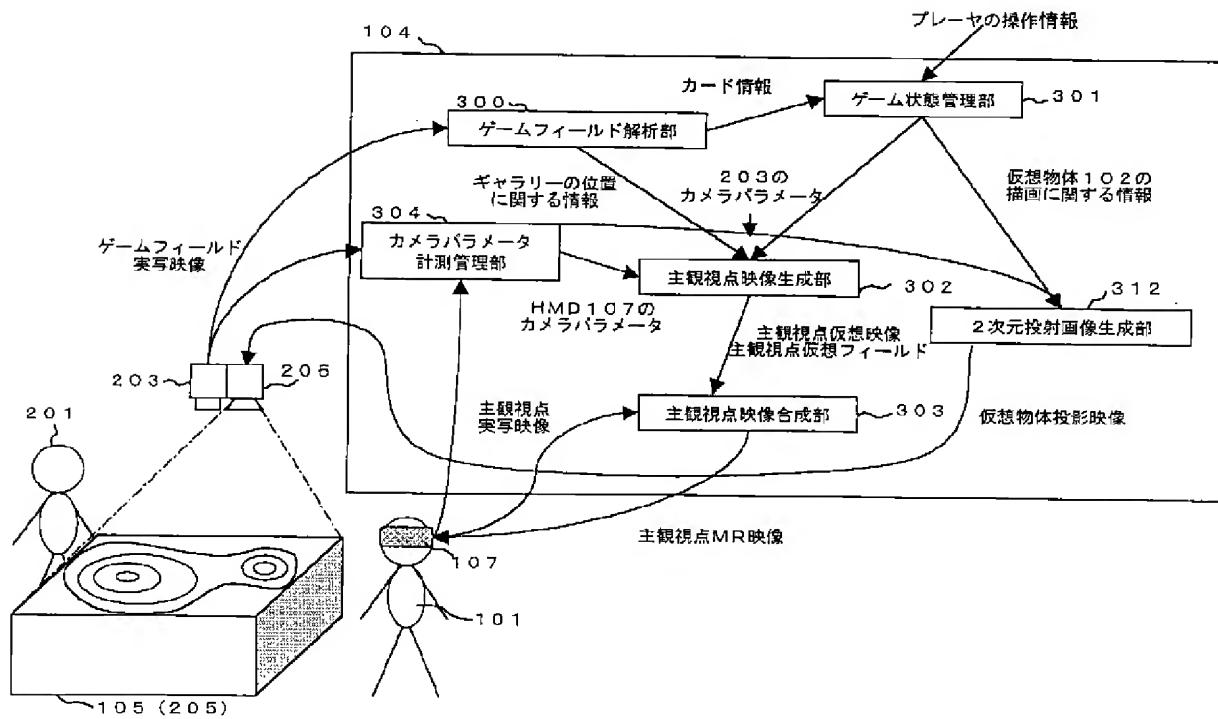 プレーヤの操作情報
104
カード情報
300
ゲームフィールド解析部
ゲーム状態管理部
301
ギャラリーの位置
に関する情報
203の
カメラパラメータ
仮想物体102の
描画に関する情報
304
カメラパラメータ
計測管理部
ゲームフィールド
実写映像
主観視点映像生成部
302
312
2次元投射画像生成部
HMD107の
カメラパラメータ
主観視点仮想映像
主観視点仮想フィールド
203
206
201
主観視点
実写映像
主観視点映像合成部
303
仮想物体投影映像
主観視点MR映像
107
101
105(205)